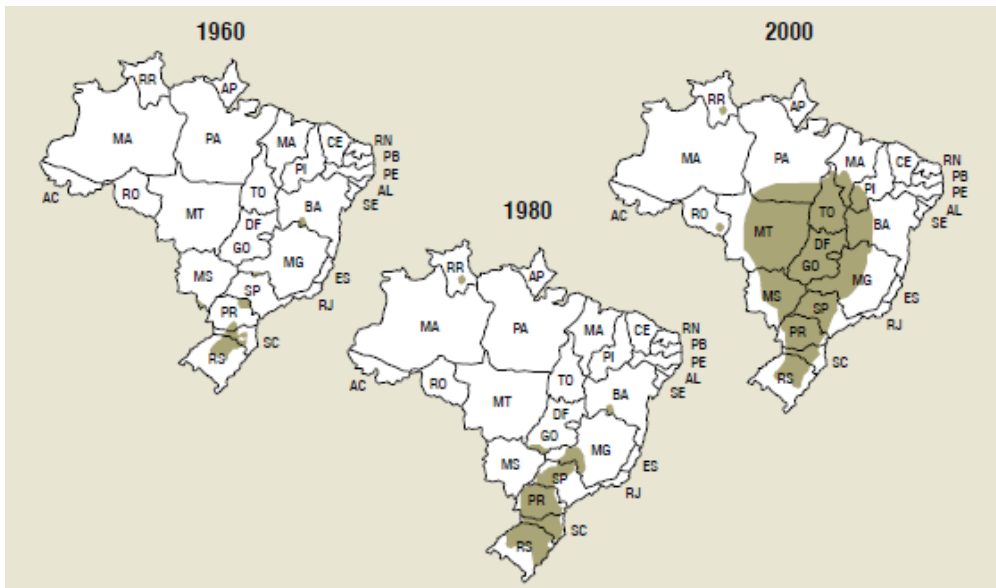 1960
RR
AP
MA
PA
MA
CE
RN
PB
PI
PE
AL
SE
AC
RO
TO
BA
MT
DF
GO
MG
MS
ES
SP
RJ
PR
SC
RS
1980
RR
AP
MA
PA
MA
CE
RN
PB
PI
PE
AL
SE
AC
RO
TO
BA
MT
DF
GO
MG
MS
ES
SP
RJ
PR
SC
RS
2000
RR
AP
MA
PA
MA
CE
RN
PB
PI
PE
AL
SE
AC
RO
TO
BA
MT
DF
GO
MG
MS
ES
SP
RJ
PR
SC
RS